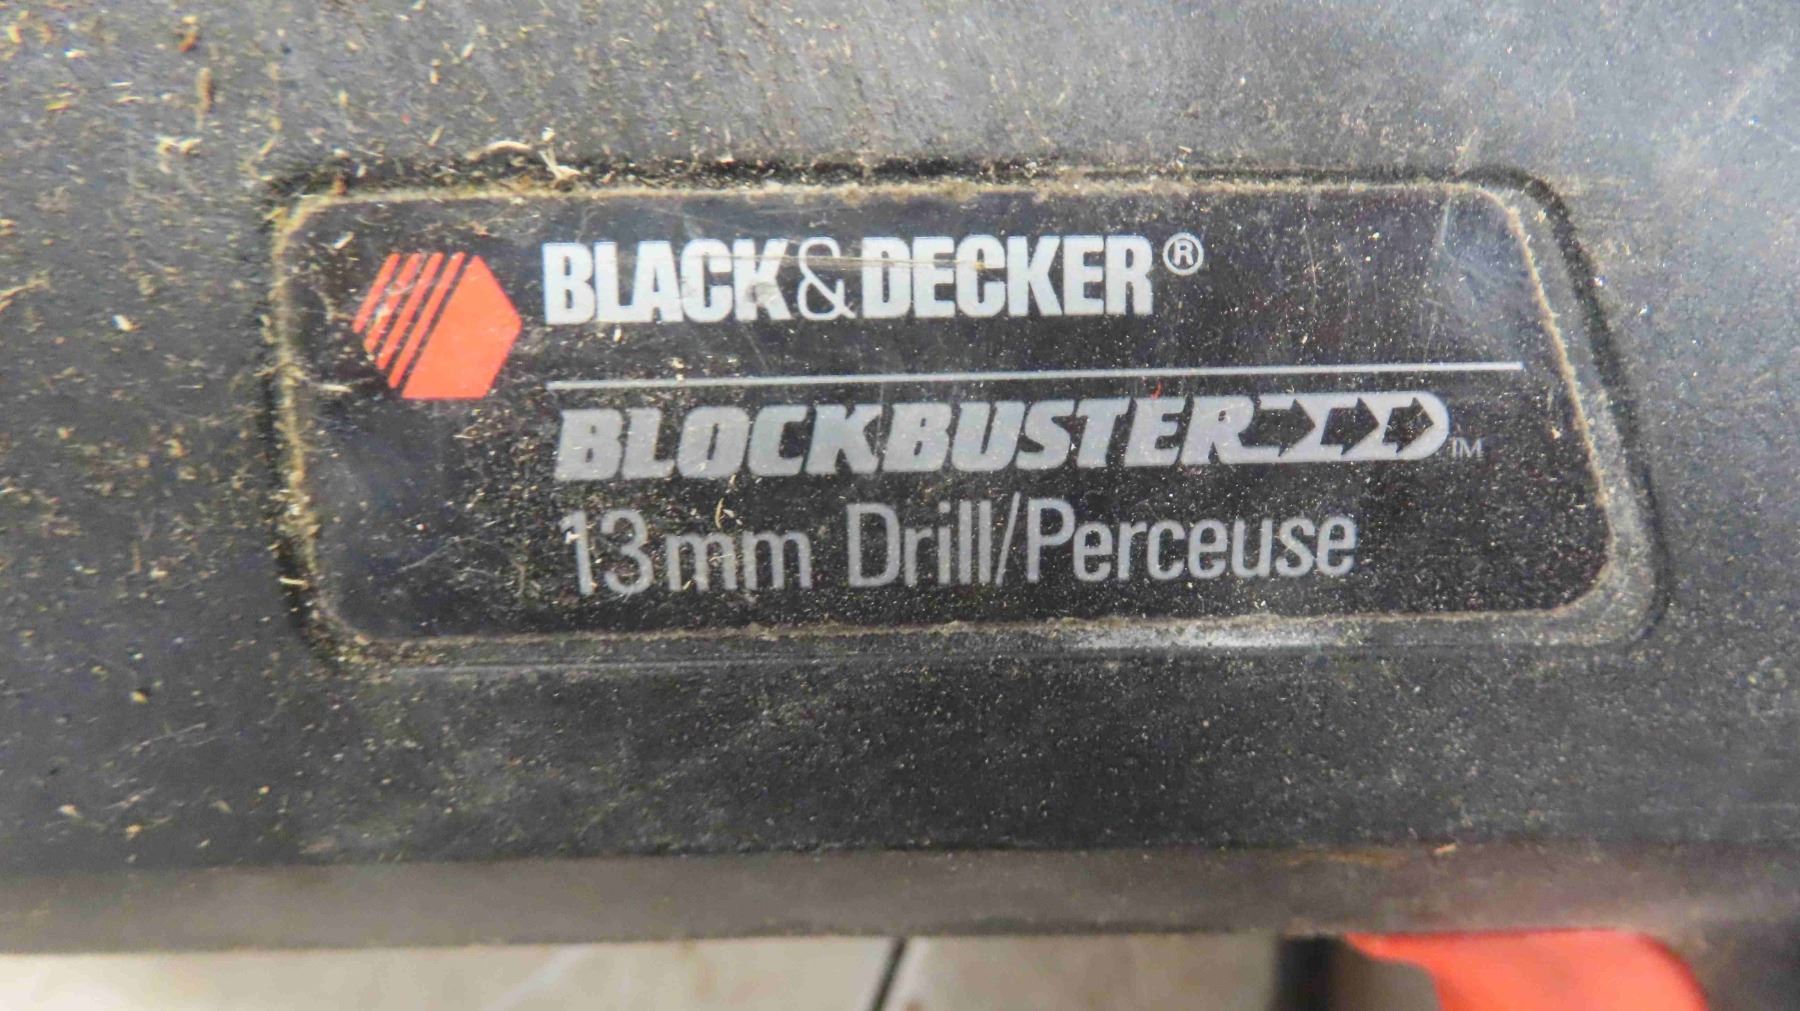 BLACK&DECKER®
BLOCKBUSTER™
13mm Drill/Perceuse